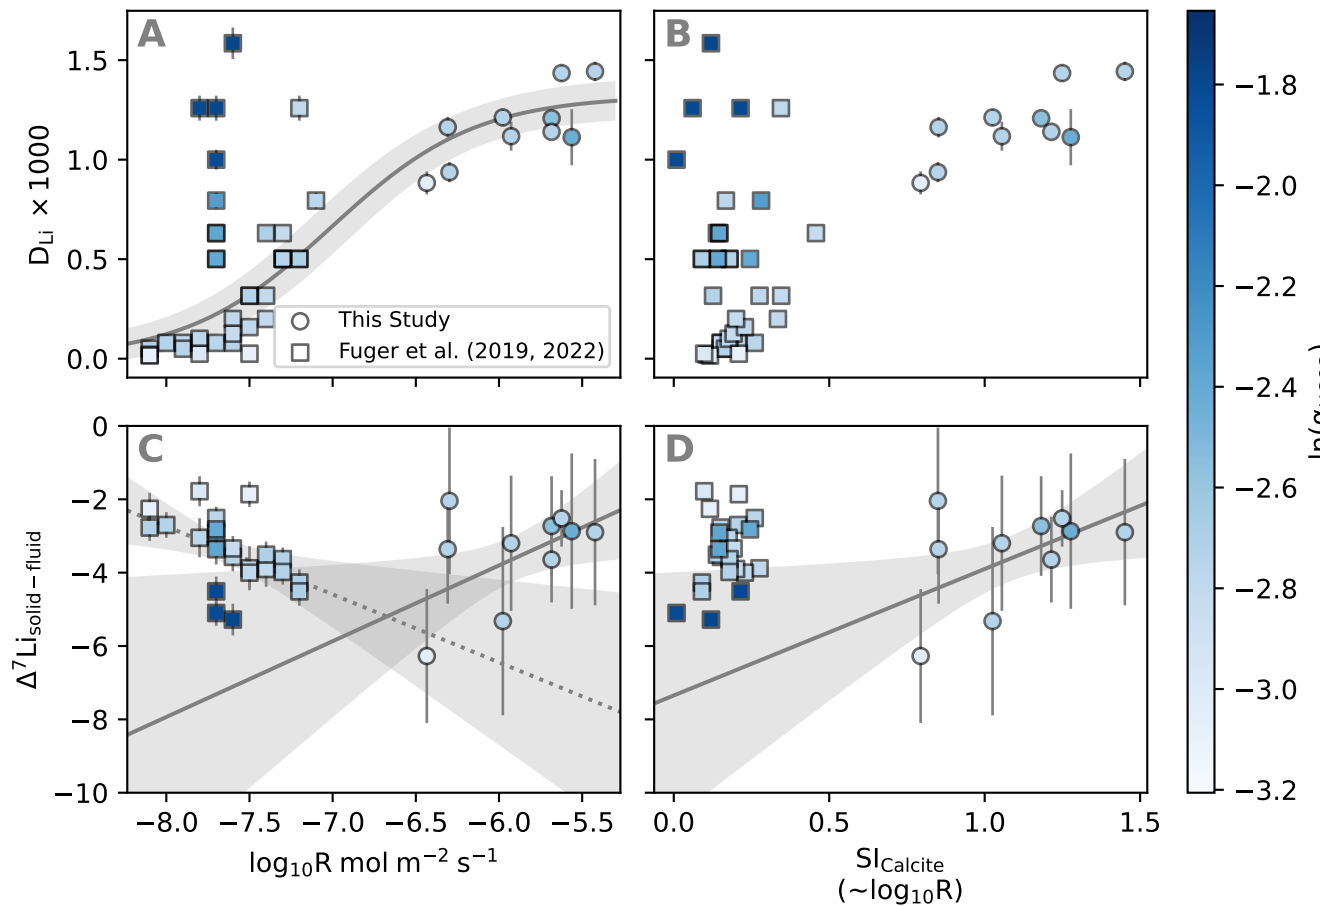 A
B
1.5
1.0
0.5
0.0
D_Li ×1000
This Study
Fuger et al. (2019, 2022)
C
D
0
−2
−4
−6
−8
−10
Δ⁷Li_solid−fluid
−8.0 −7.5 −7.0 −6.5 −6.0 −5.5
log₁₀R mol m⁻² s⁻¹
0.0 0.5 1.0 1.5
SI_Calcite
(~log₁₀R)
−1.8
−2.0
−2.2
−2.4
−2.6
−2.8
−3.0
−3.2